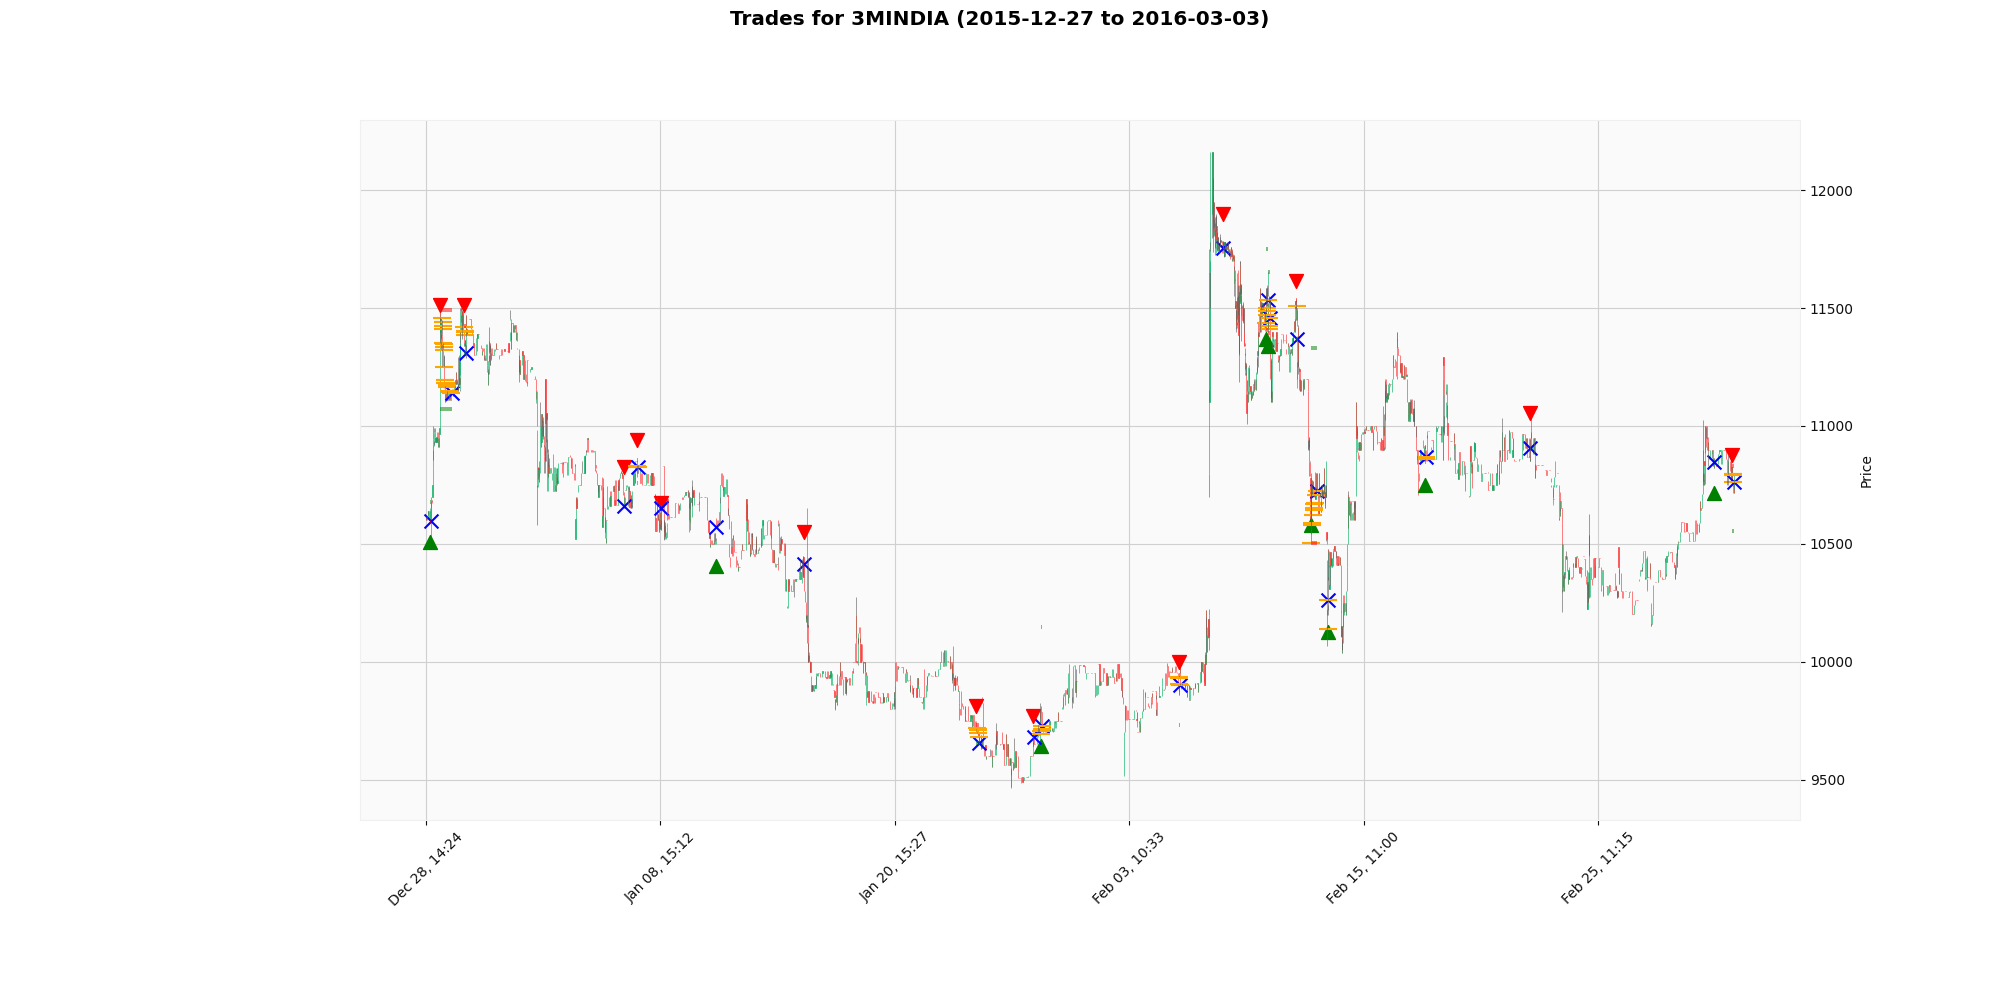 Trades for 3MINDIA (2015-12-27 to 2016-03-03)
12000
11500
11000
10500
10000
9500
Price
Dec 28, 14:24
Jan 08, 15:12
Jan 20, 15:27
Feb 03, 10:33
Feb 15, 11:00
Feb 25, 11:15